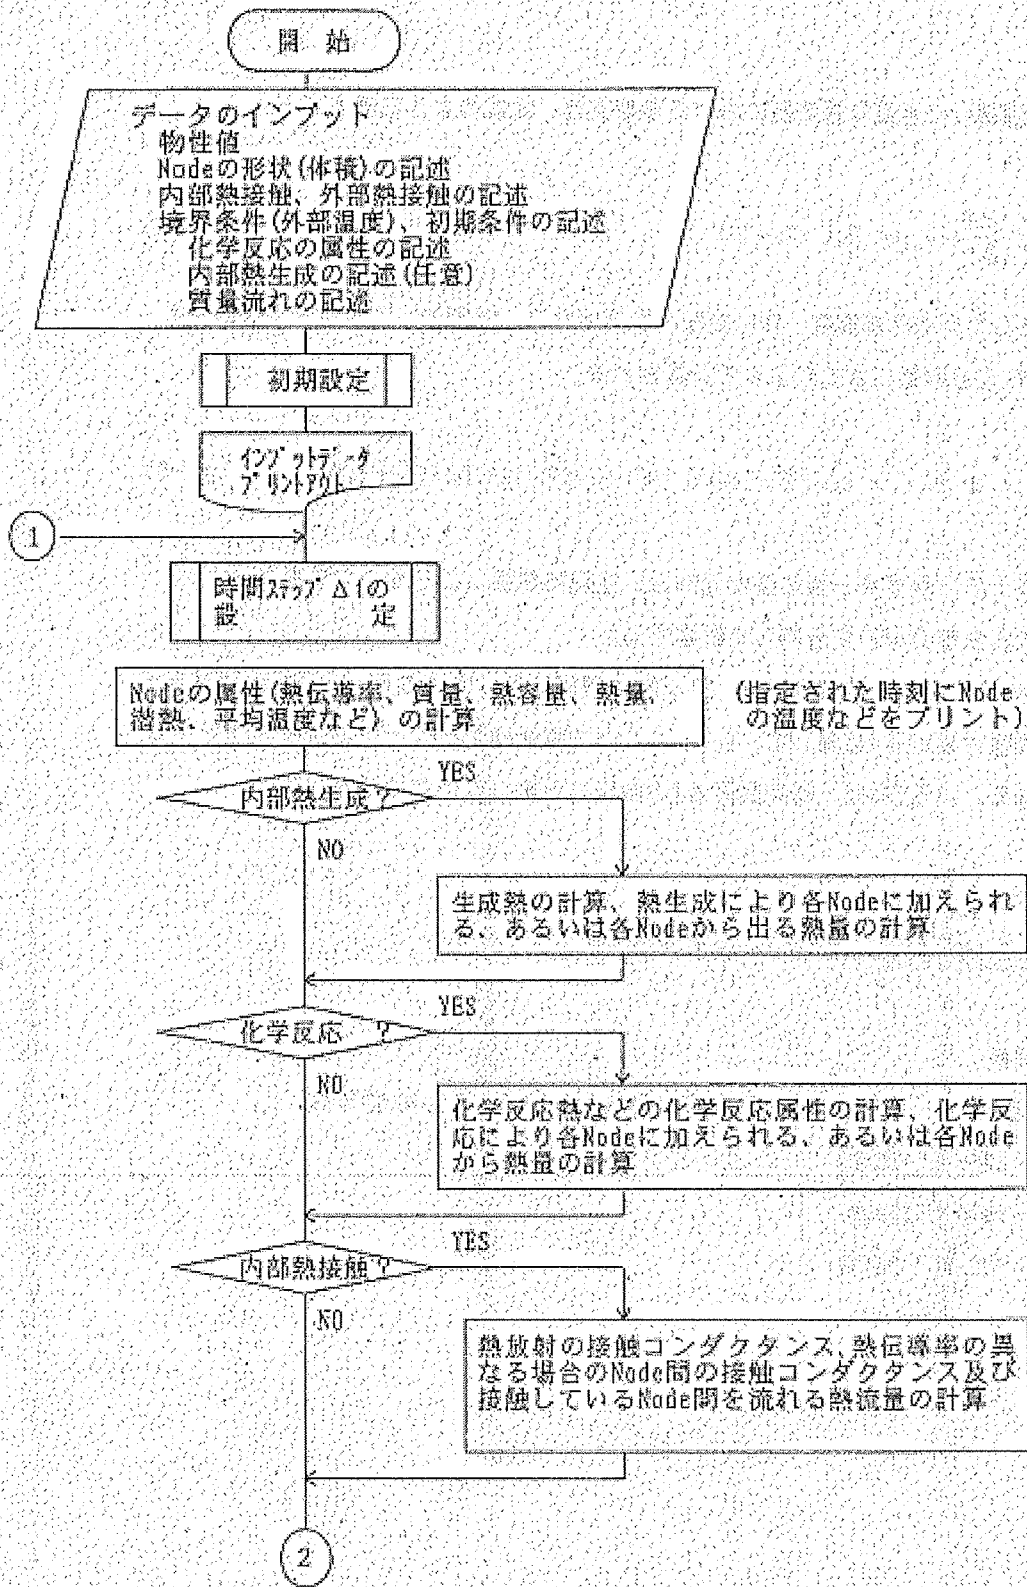 開 始
データのインプット
物性値
Nodeの形状(体積)の記述
内部熱接触、外部熱接触の記述
境界条件(外部温度)、初期条件の記述
化学反応の属性の記述
内部熱生成の記述(任意)
質量流れの記述
初期設定
インプットデータ
プリントアウト
1
時間ステップΔtの
設 定
Nodeの属性(熱伝導率、質量、熱容量、熱量、
潜熱、平均温度など) の計算
(指定された時刻にNode
の温度などをプリント)
YES
内部熱生成?
NO
生成熱の計算、熱生成により各Nodeに加えられ
る、あるいは各Nodeから出る熱量の計算
YES
化学反応 ?
NO
化学反応熱などの化学反応属性の計算、化学反
応により各Nodeに加えられる、あるいは各Node
から熱量の計算
YES
内部熱接触?
NO
熱放射の接触コンダクタンス、熱伝導率の異
なる場合のNode間の接触コンダクタンス及び
接触しているNode間を流れる熱流量の計算
2